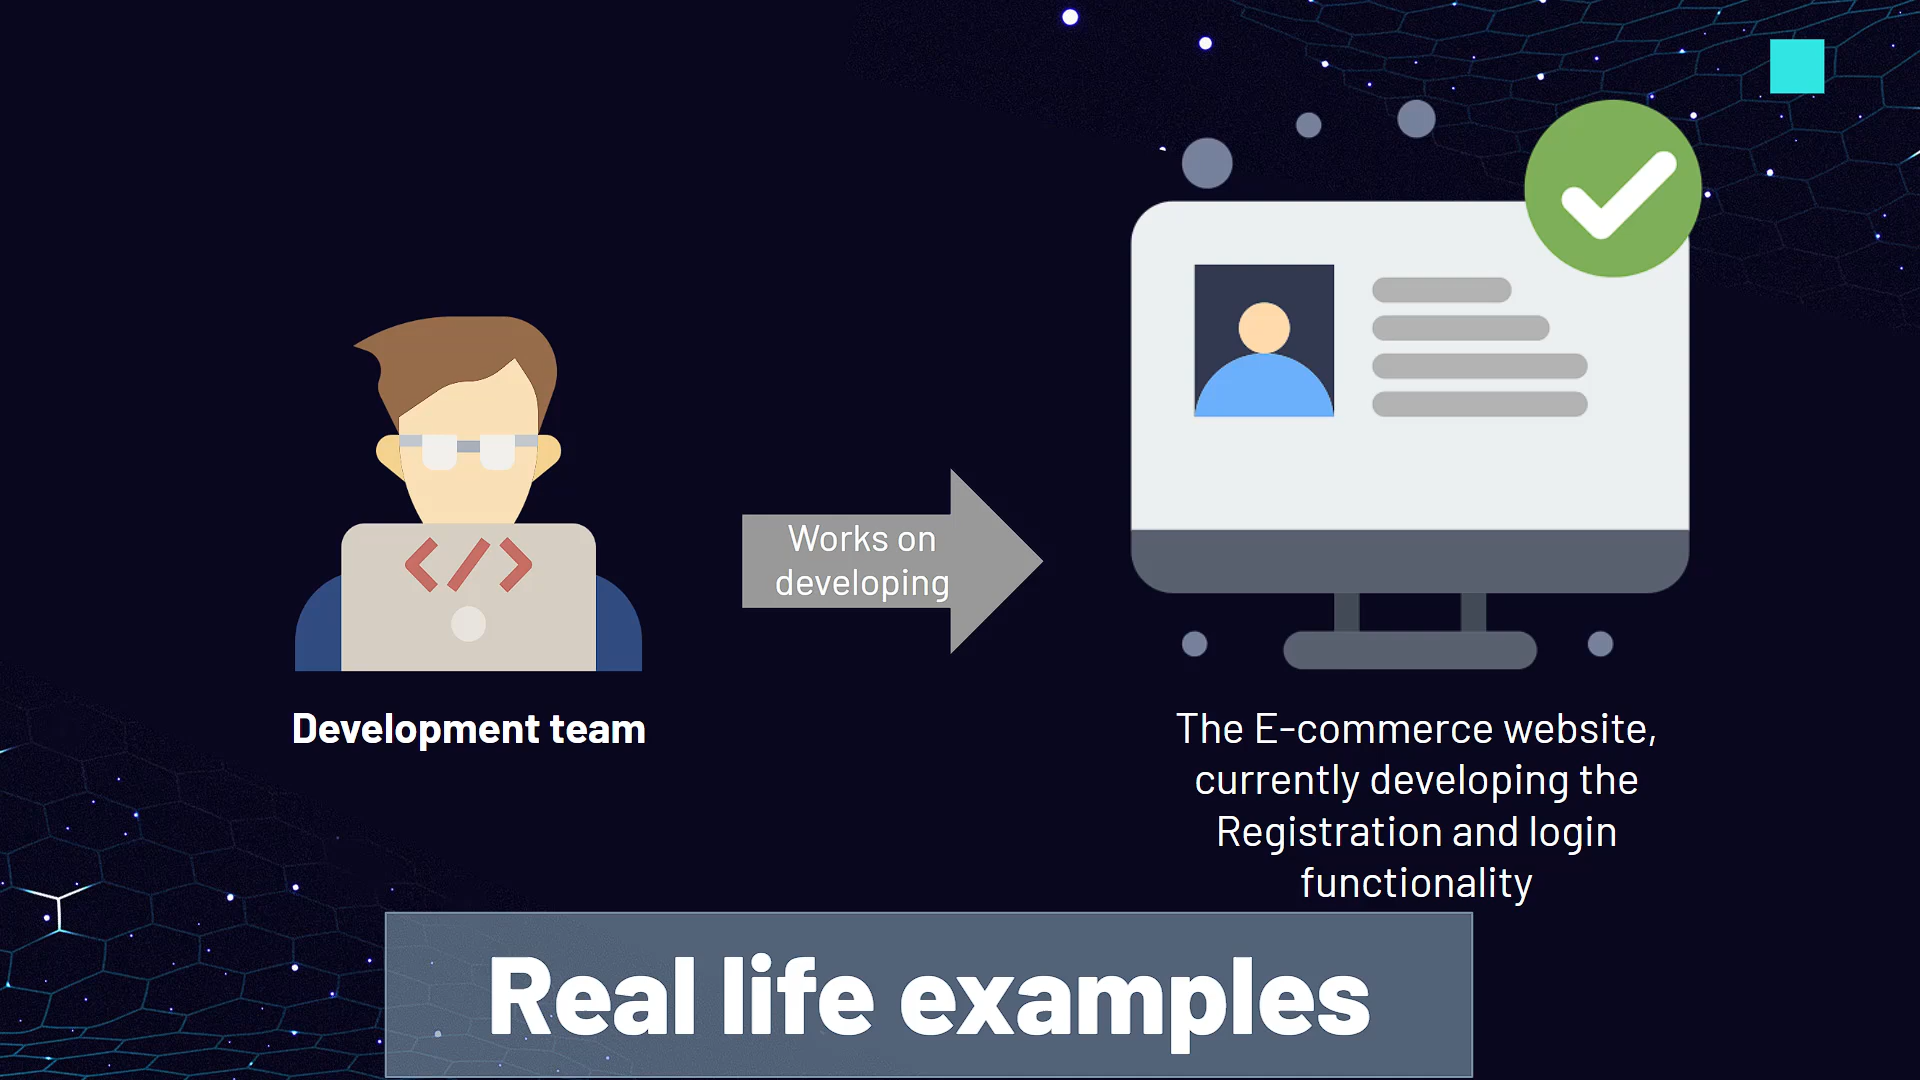 Works on
developing
Development team
The E-commerce website,
currently developing the
Registration and login
functionality
Real life examples